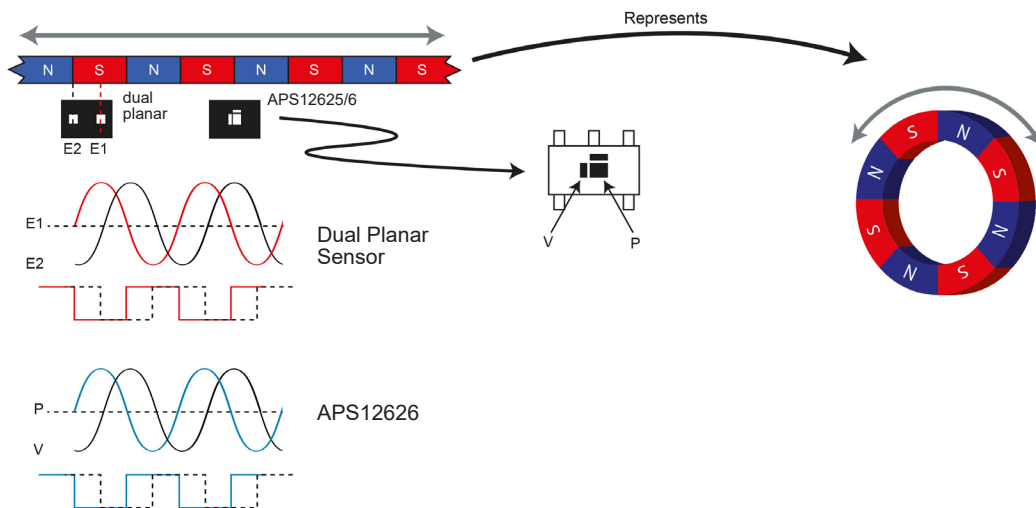 Represents
N S N S N S N S
dual
planar
APS12625/6
E2 E1
V P
S N S N S N S N
E1
E2
Dual Planar
Sensor
P
V
APS12626